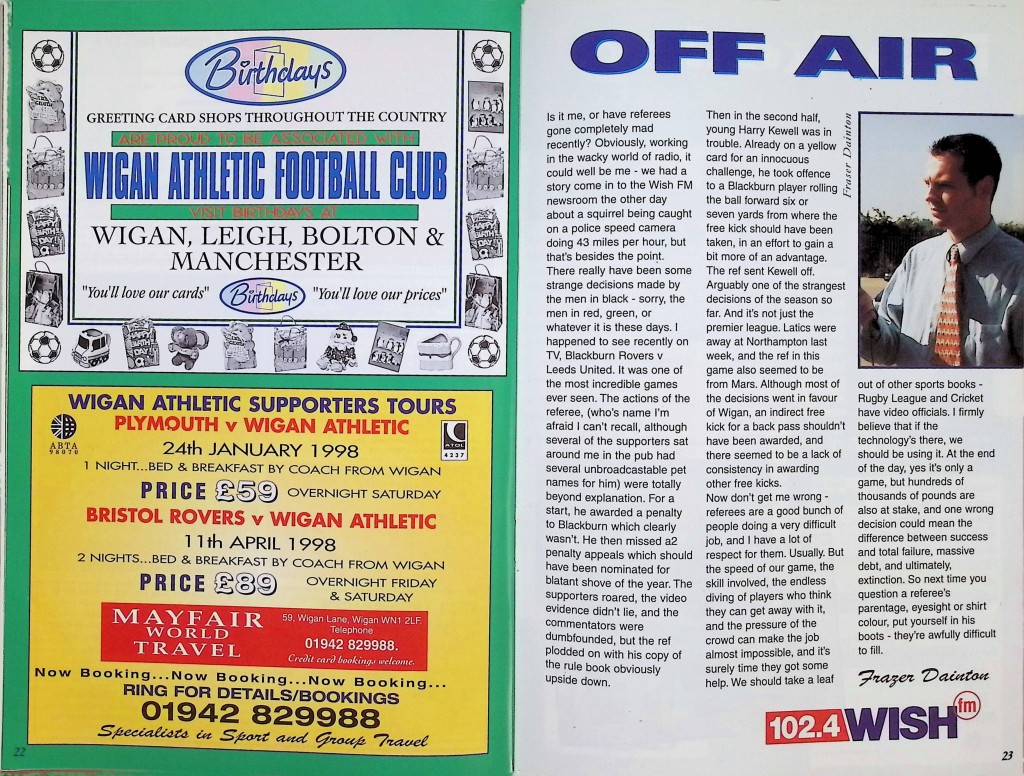 Birthdays
GREETING CARD SHOPS THROUGHOUT THE COUNTRY
ARE PROUD TO BE ASSOCIATED WITH
WIGAN ATHLETIC FOOTBALL CLUB
VISIT BIRTHDAYS AT
WIGAN, LEIGH, BOLTON &
MANCHESTER
"You'll love our cards" Birthdays "You'll love our prices"
WIGAN ATHLETIC SUPPORTERS TOURS
PLYMOUTH v WIGAN ATHLETIC
ABTA
98070
ATOL
4237
24th JANUARY 1998
1 NIGHT...BED & BREAKFAST BY COACH FROM WIGAN
PRICE £59 OVERNIGHT SATURDAY
BRISTOL ROVERS v WIGAN ATHLETIC
11th APRIL 1998
2 NIGHTS...BED & BREAKFAST BY COACH FROM WIGAN
PRICE £89 OVERNIGHT FRIDAY
& SATURDAY
MAYFAIR
WORLD
TRAVEL
59, Wigan Lane, Wigan WN1 2LF.
Telephone
01942 829888.
Credit card bookings welcome.
Now Booking...Now Booking...Now Booking...
RING FOR DETAILS/BOOKINGS
01942 829988
Specialists in Sport and Group Travel
22
OFF AIR
Is it me, or have referees
gone completely mad
recently? Obviously, working
in the wacky world of radio, it
could well be me - we had a
story come in to the Wish FM
newsroom the other day
about a squirrel being caught
on a police speed camera
doing 43 miles per hour, but
that's besides the point.
There really have been some
strange decisions made by
the men in black - sorry, the
men in red, green, or
whatever it is these days. I
happened to see recently on
TV, Blackburn Rovers v
Leeds United. It was one of
the most incredible games
ever seen. The actions of the
referee, (who's name I'm
afraid I can't recall, although
several of the supporters sat
around me in the pub had
several unbroadcastable pet
names for him) were totally
beyond explanation. For a
start, he awarded a penalty
to Blackburn which clearly
wasn't. He then missed a2
penalty appeals which should
have been nominated for
blatant shove of the year. The
supporters roared, the video
evidence didn't lie, and the
commentators were
dumbfounded, but the ref
plodded on with his copy of
the rule book obviously
upside down.
Then in the second half,
young Harry Kewell was in
trouble. Already on a yellow
card for an innocuous
challenge, he took offence
to a Blackburn player rolling
the ball forward six or
seven yards from where the
free kick should have been
taken, in an effort to gain a
bit more of an advantage.
The ref sent Kewell off.
Arguably one of the strangest
decisions of the season so
far. And it's not just the
premier league. Latics were
away at Northampton last
week, and the ref in this
game also seemed to be
from Mars. Although most of
the decisions went in favour
of Wigan, an indirect free
kick for a back pass shouldn't
have been awarded, and
there seemed to be a lack of
consistency in awarding
other free kicks.
Now don't get me wrong -
referees are a good bunch of
people doing a very difficult
job, and I have a lot of
respect for them. Usually. But
the speed of our game, the
skill involved, the endless
diving of players who think
they can get away with it,
and the pressure of the
crowd can make the job
almost impossible, and it's
surely time they got some
help. We should take a leaf
Fraser Dainton
out of other sports books -
Rugby League and Cricket
have video officials. I firmly
believe that if the
technology's there, we
should be using it. At the end
of the day, yes it's only a
game, but hundreds of
thousands of pounds are
also at stake, and one wrong
decision could mean the
difference between success
and total failure, massive
debt, and ultimately,
extinction. So next time you
question a referee's
parentage, eyesight or shirt
colour, put yourself in his
boots - they're awfully difficult
to fill.
Frazer Dainton
102.4 WISH fm
23